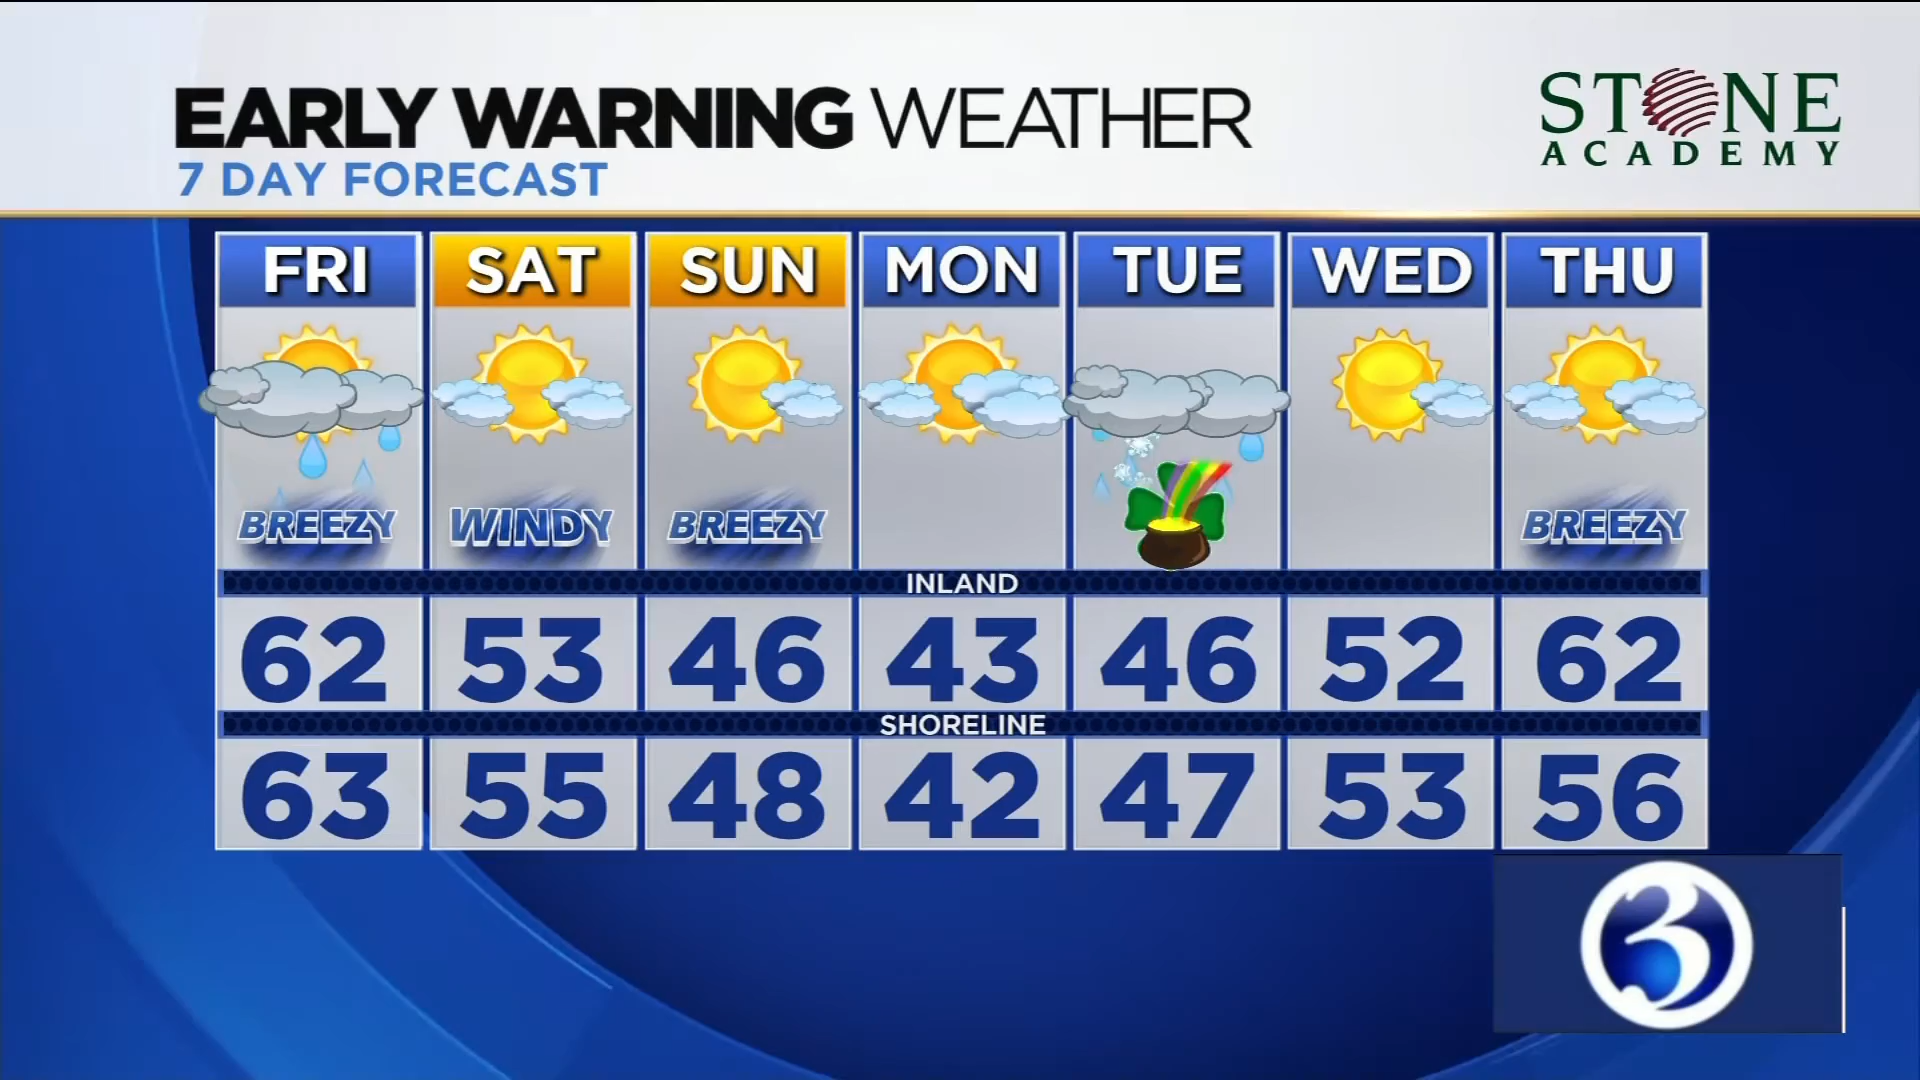 EARLY WARNING WEATHER
7 DAY FORECAST
STONE
ACADEMY
FRI SAT SUN MON TUE WED THU
BREEZY WINDY BREEZY BREEZY
INLAND
62 53 46 43 46 52 62
SHORELINE
63 55 48 42 47 53 56
3